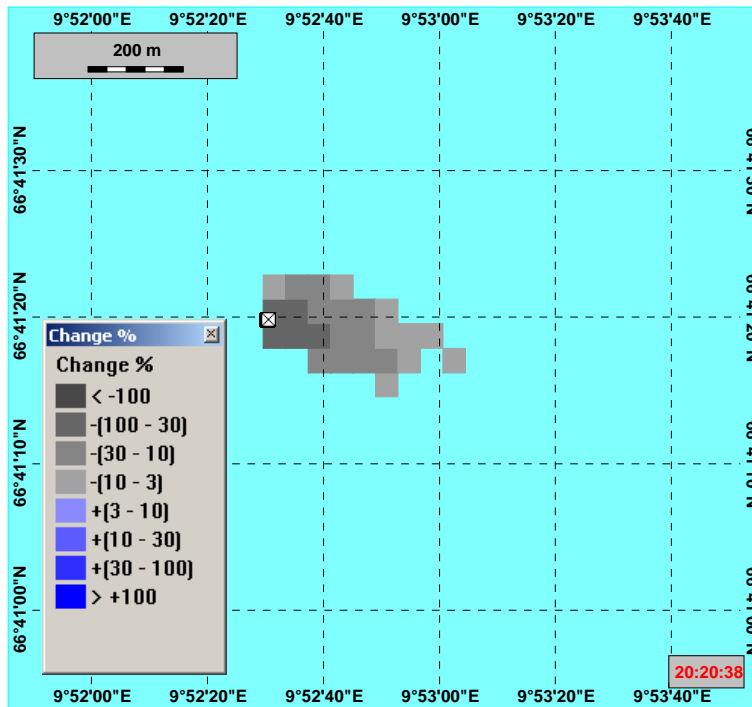 9°52'00"E 9°52'20"E 9°52'40"E 9°53'00"E 9°53'20"E 9°53'40"E
200 m
66°41'30"N
66°41'20"N
66°41'10"N
66°41'00"N
Change %
Change %
< -100
-(100 - 30)
-(30 - 10)
-(10 - 3)
+(3 - 10)
+(10 - 30)
+(30 - 100)
> +100
20:20:38
9°52'00"E 9°52'20"E 9°52'40"E 9°53'00"E 9°53'20"E 9°53'40"E